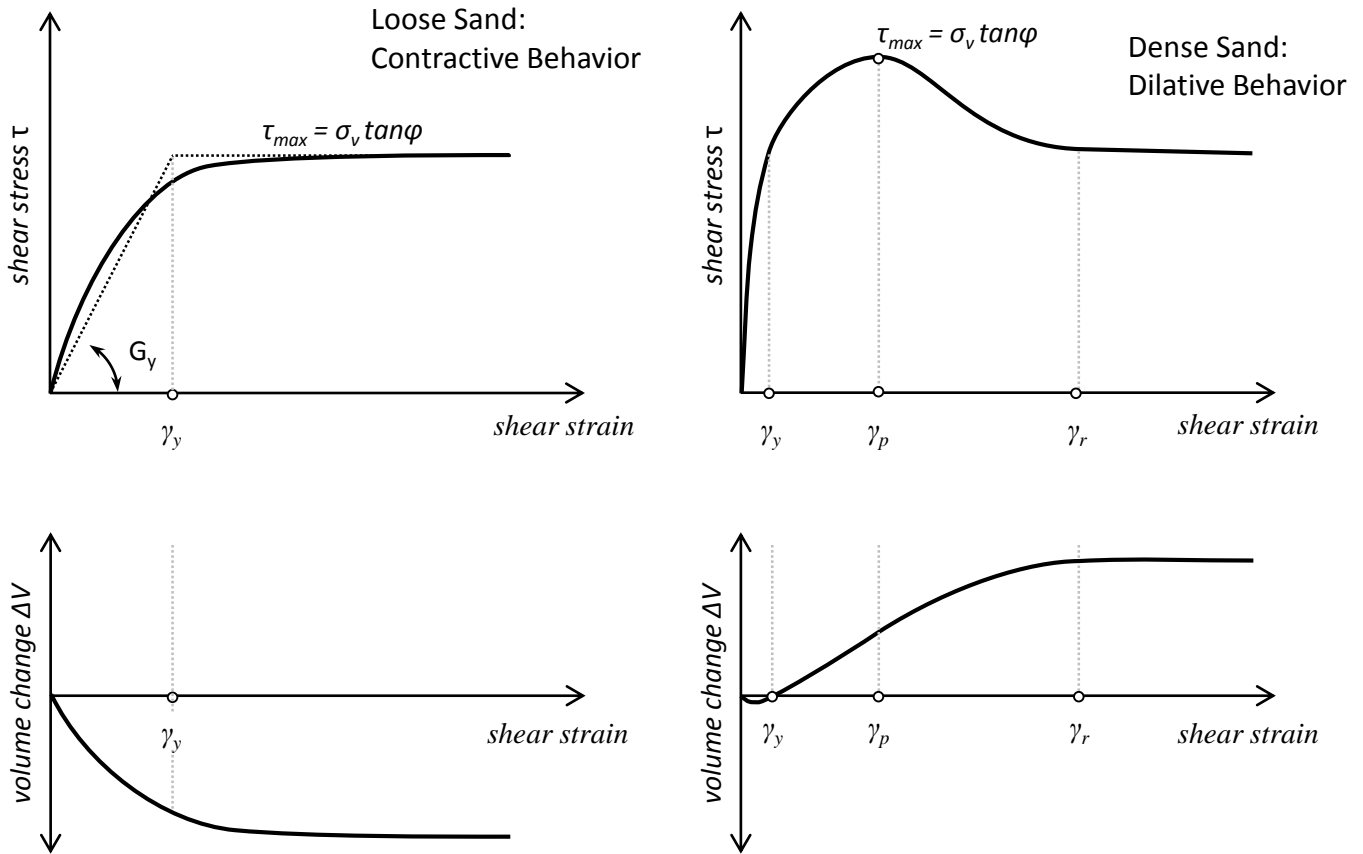 Loose Sand:
Contractive Behavior
τmax = σv tanφ
shear stress τ
Gy
γy
shear strain
Dense Sand:
Dilative Behavior
τmax = σv tanφ
shear stress τ
γy
γp
γr
shear strain
volume change ΔV
γy
shear strain
volume change ΔV
γy
γp
γr
shear strain